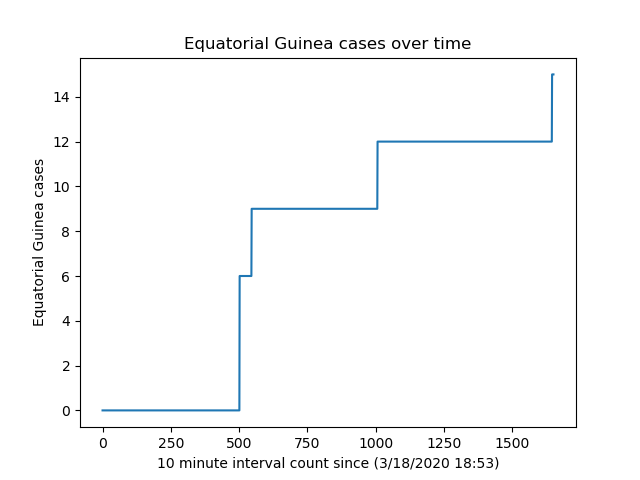 Equatorial Guinea cases over time
14
12
10
8
6
4
2
0
Equatorial Guinea cases
0 250 500 750 1000 1250 1500
10 minute interval count since (3/18/2020 18:53)